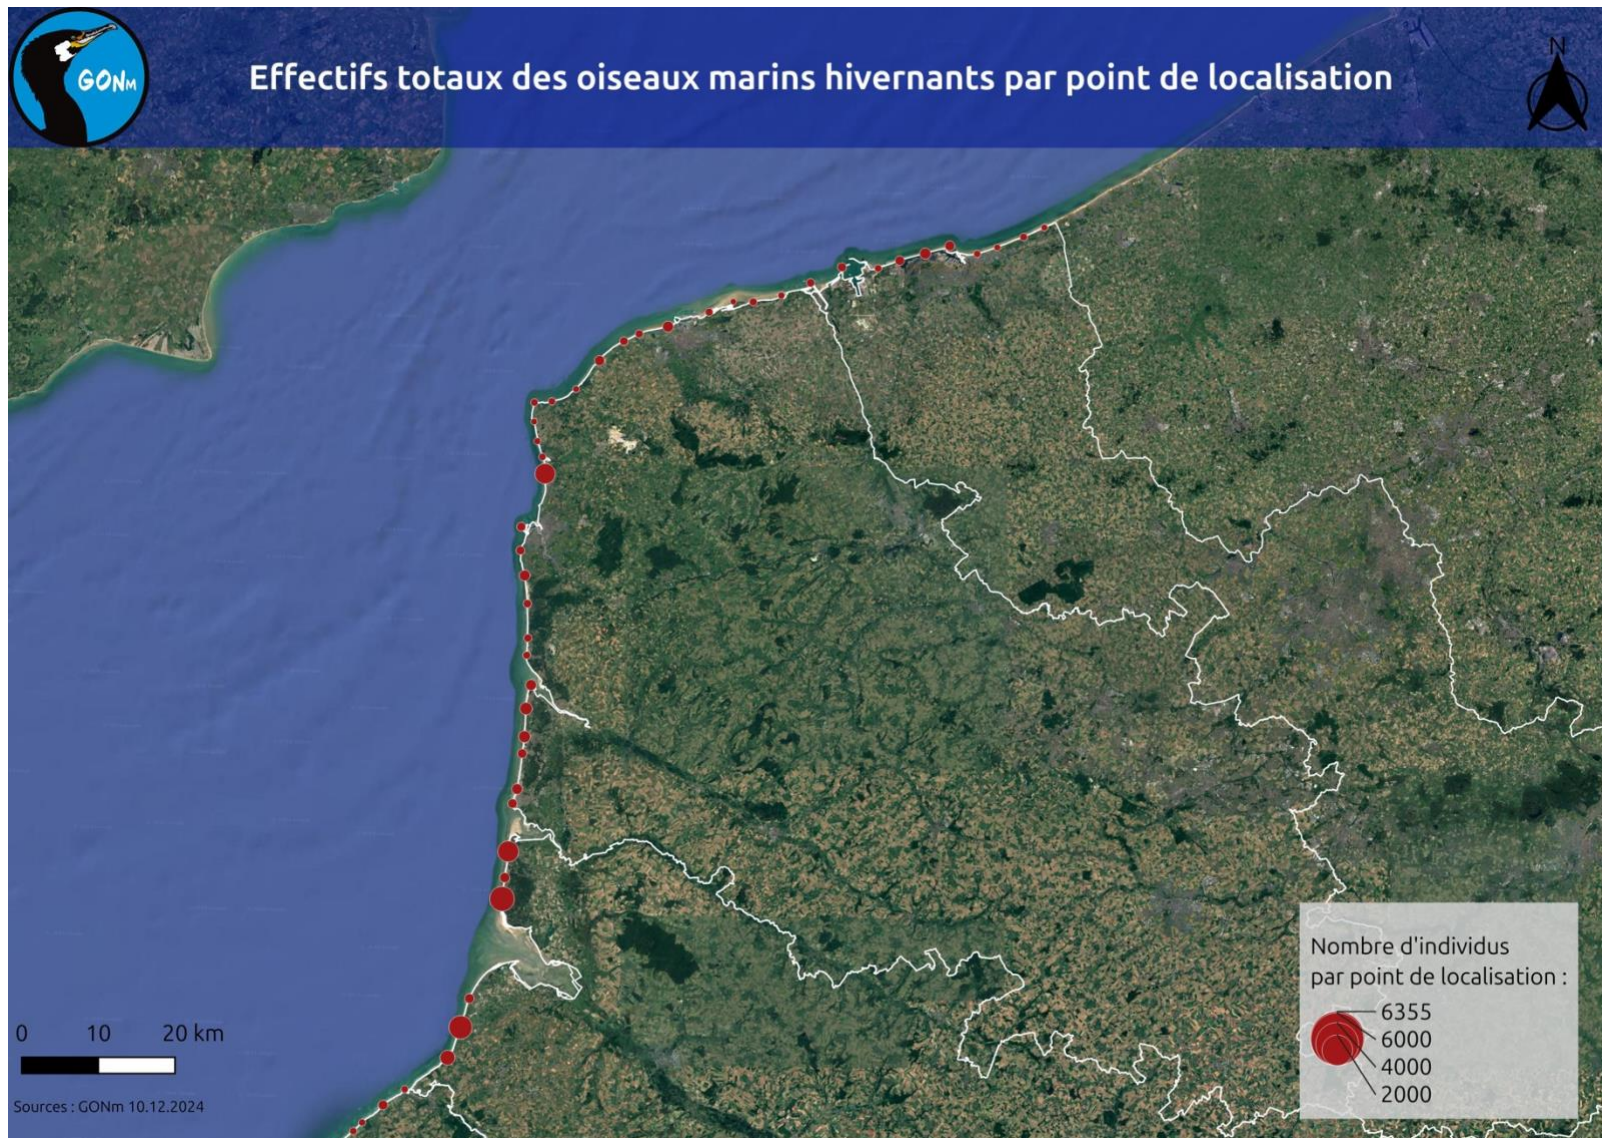 GONm
Effectifs totaux des oiseaux marins hivernants par point de localisation
N
Nombre d'individus
par point de localisation :
6355
6000
4000
2000
0 10 20 km
Sources : GONm 10.12.2024